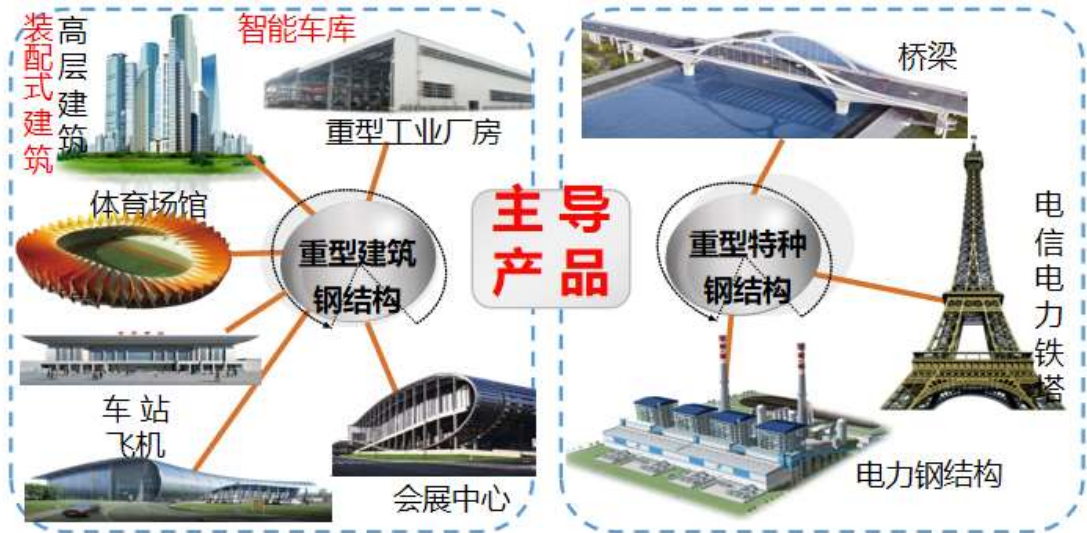 装配式建筑
高层建筑
智能车库
重型工业厂房
体育场馆
重型建筑
钢结构
车 站
飞机
会展中心
主 导
产 品
桥梁
重型特种
钢结构
电信电力铁塔
电力钢结构